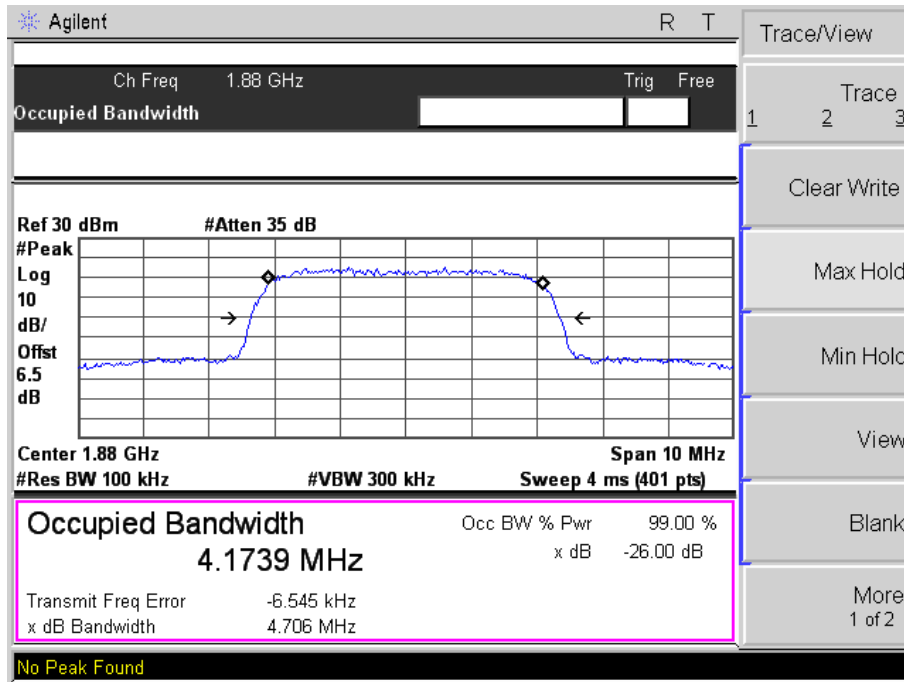 Agilent R T
Trace/View
Ch Freq 1.88 GHz Trig Free
Occupied Bandwidth
Trace
1 2 3
Clear Write
Max Hold
Min Hold
View
Blank
More
1 of 2
Ref 30 dBm #Atten 35 dB
#Peak
Log
10
dB/
Offst
6.5
dB
Center 1.88 GHz Span 10 MHz
#Res BW 100 kHz #VBW 300 kHz Sweep 4 ms (401 pts)
Occupied Bandwidth Occ BW % Pwr 99.00 %
4.1739 MHz x dB -26.00 dB
Transmit Freq Error -6.545 kHz
x dB Bandwidth 4.706 MHz
No Peak Found